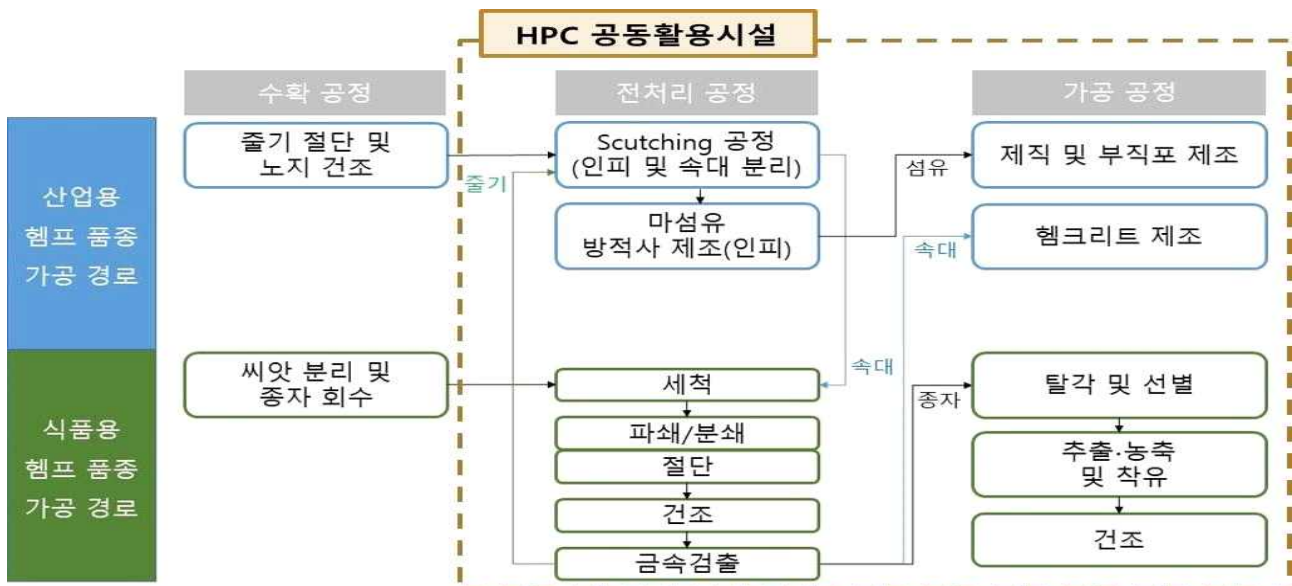 HPC 공동활용시설
수확 공정
전처리 공정
가공 공정
산업용
헴프 품종
가공 경로
줄기 절단 및
노지 건조
Scutching 공정
(인피 및 속대 분리)
마섬유
방적사 제조(인피)
줄기
섬유
속대
제직 및 부직포 제조
헴크리트 제조
식품용
헴프 품종
가공 경로
씨앗 분리 및
종자 회수
세척
파쇄/분쇄
절단
건조
금속검출
속대
종자
탈각 및 선별
추출·농축
및 착유
건조